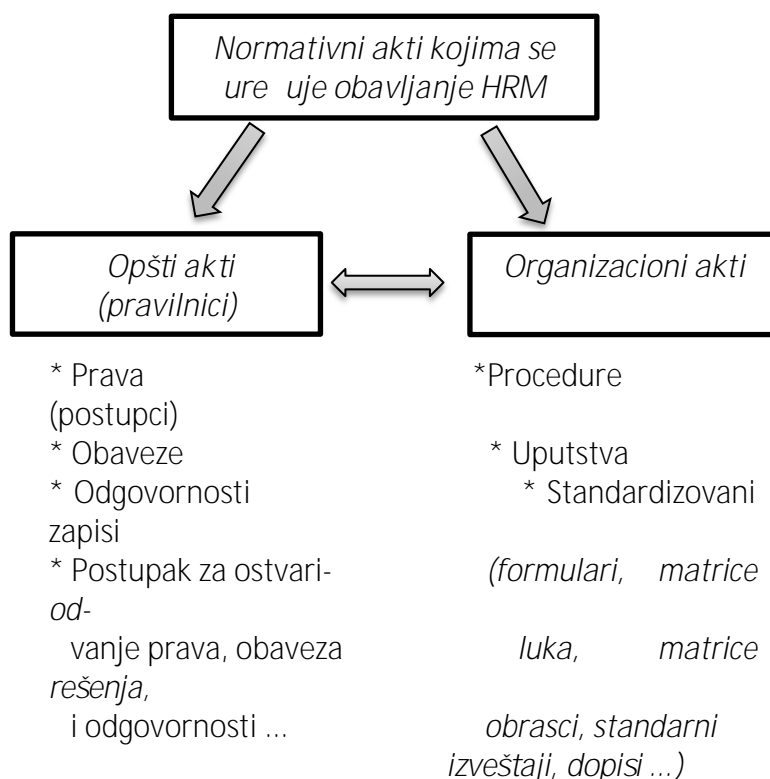 Normativni akti kojima se
ure uje obavljanje HRM
Opšti akti
(pravilnici)
Organizacioni akti
* Prava *Procedure
(postupci)
* Obaveze * Uputstva
* Odgovornosti * Standardizovani
zapisi
* Postupak za ostvari- (formulari, matrice
od-
vanje prava, obaveza luka, matrice
rešenja,
i odgovornosti ... obrasci, standarni
izveštaji, dopisi ...)